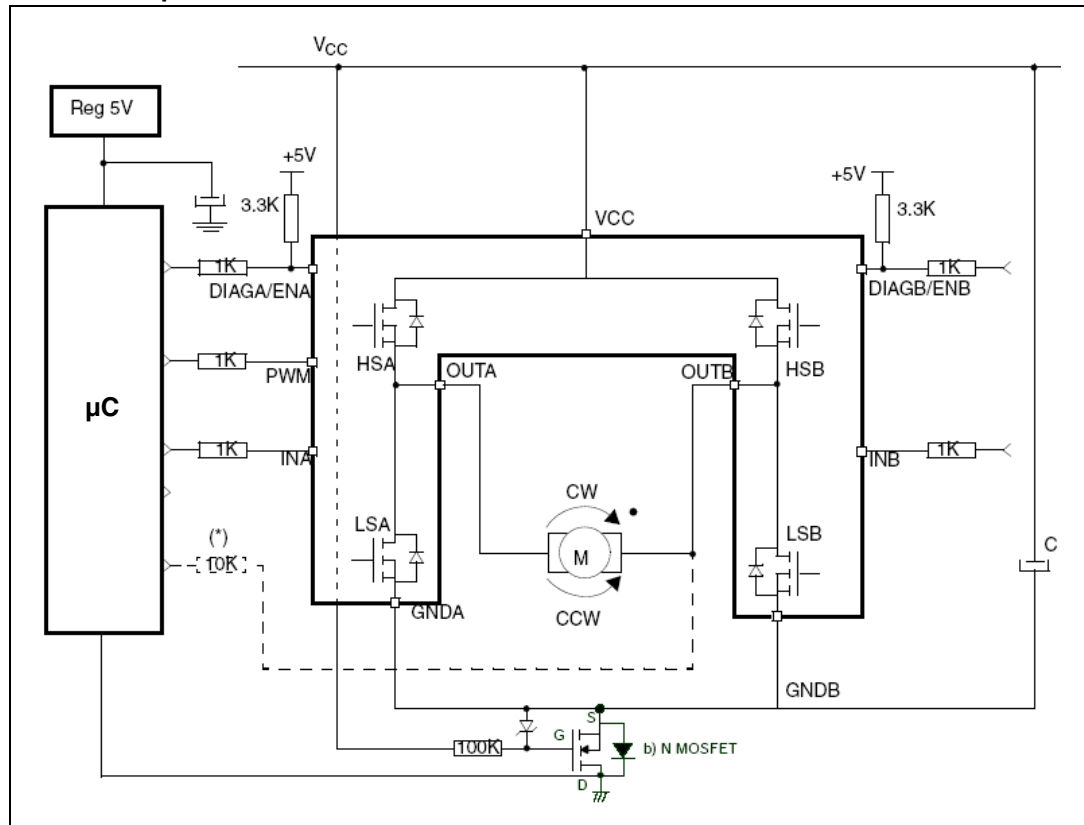 VCC
Reg 5V
+5V
3.3K
+5V
3.3K
VCC
1K
DIAGA/ENA
1K
DIAGB/ENB
HSA
HSB
1K
PWM
OUTA
OUTB
µC
1K
INA
1K
INB
CW
LSA
LSB
(*)
10K
M
C
CCW
GNDA
GNDB
S
G
100K
b) N MOSFET
D